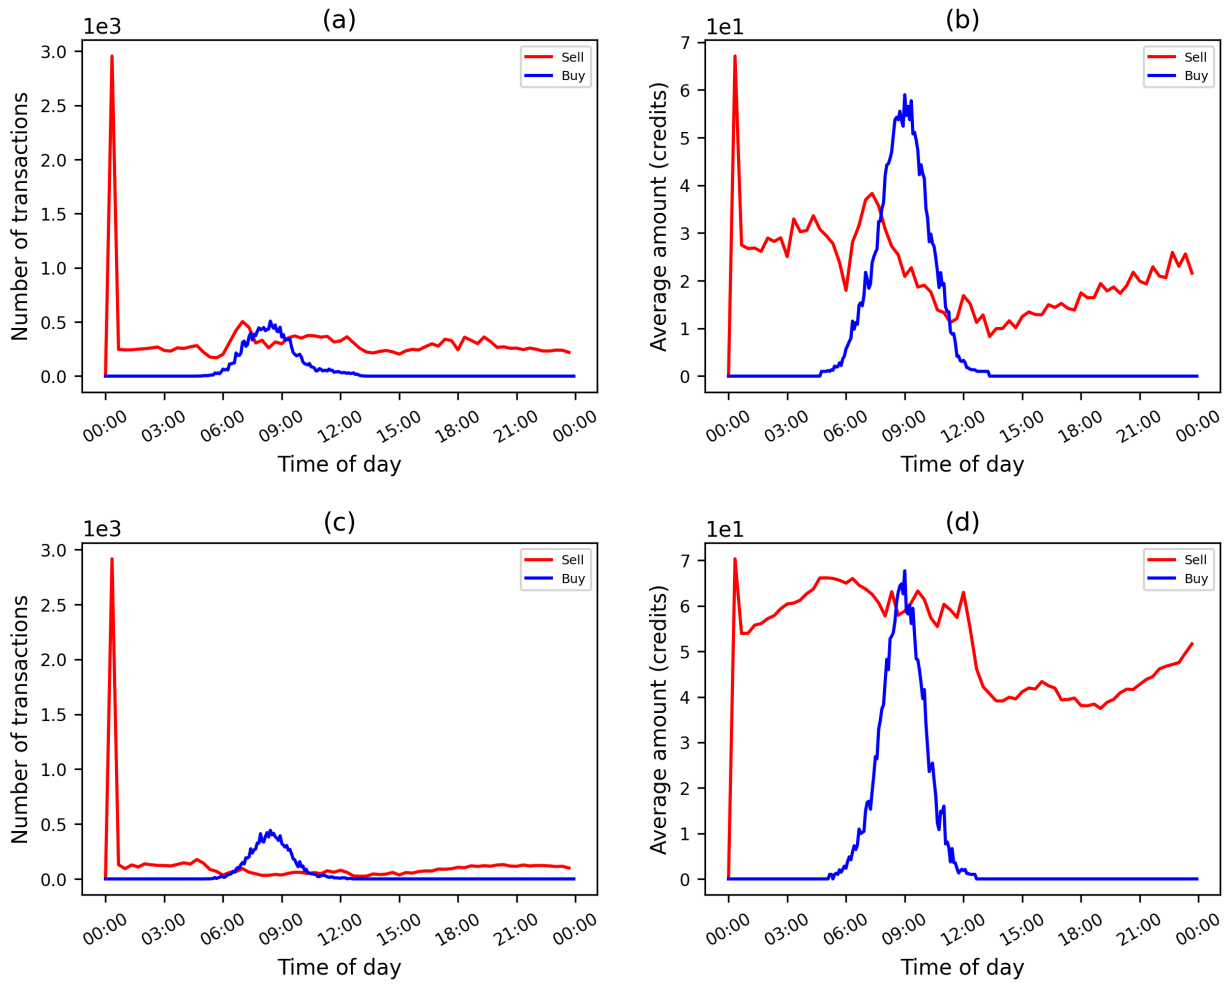 (a)
1e3
Number of transactions
3.0
2.5
2.0
1.5
1.0
0.5
0.0
Sell
Buy
00:00 03:00 06:00 09:00 12:00 15:00 18:00 21:00 00:00
Time of day
(b)
1e1
Average amount (credits)
7
6
5
4
3
2
1
0
Sell
Buy
00:00 03:00 06:00 09:00 12:00 15:00 18:00 21:00 00:00
Time of day
(c)
1e3
Number of transactions
3.0
2.5
2.0
1.5
1.0
0.5
0.0
Sell
Buy
00:00 03:00 06:00 09:00 12:00 15:00 18:00 21:00 00:00
Time of day
(d)
1e1
Average amount (credits)
7
6
5
4
3
2
1
0
Sell
Buy
00:00 03:00 06:00 09:00 12:00 15:00 18:00 21:00 00:00
Time of day